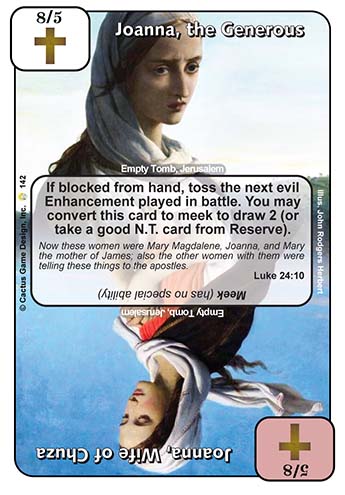 8/5
Joanna, the Generous
Empty Tomb, Jerusalem
If blocked from hand, toss the next evil
Enhancement played in battle. You may
convert this card to meek to draw 2 (or
take a good N.T. card from Reserve).
Now these women were Mary Magdalene, Joanna, and Mary
the mother of James; also the other women with them were
telling these things to the apostles.
Luke 24:10
© Cactus Game Design, Inc. 142
Illus. John Rodgers Herbert
Meek (has no special ability)
Empty Tomb, Jerusalem
Joanna, Wife of Chuza
8/5